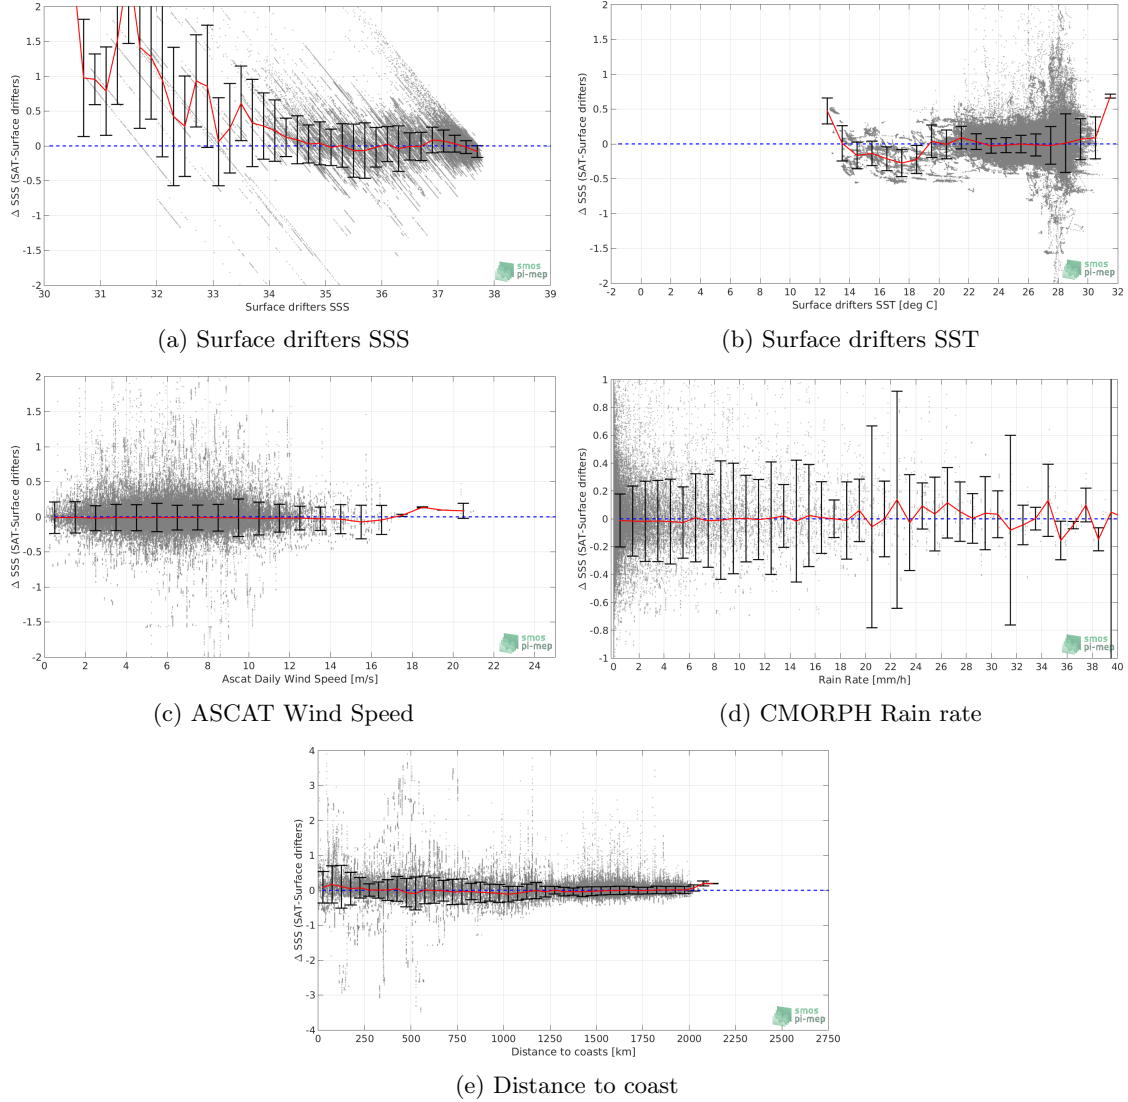 Δ SSS (SAT-Surface drifters)
2
1.5
1
0.5
0
-0.5
-1
-1.5
-2
30 31 32 33 34 35 36 37 38 39
Surface drifters SSS
smos
pi-mep
(a) Surface drifters SSS
Δ SSS (SAT-Surface drifters)
2
1.5
1
0.5
0
-0.5
-1
-1.5
-2
-2 0 2 4 6 8 10 12 14 16 18 20 22 24 26 28 30 32
Surface drifters SST [deg C]
smos
pi-mep
(b) Surface drifters SST
Δ SSS (SAT-Surface drifters)
2
1.5
1
0.5
0
-0.5
-1
-1.5
-2
0 2 4 6 8 10 12 14 16 18 20 22 24
Ascat Daily Wind Speed [m/s]
smos
pi-mep
(c) ASCAT Wind Speed
Δ SSS (SAT-Surface drifters)
1
0.8
0.6
0.4
0.2
0
-0.2
-0.4
-0.6
-0.8
-1
0 2 4 6 8 10 12 14 16 18 20 22 24 26 28 30 32 34 36 38 40
Rain Rate [mm/h]
smos
pi-mep
(d) CMORPH Rain rate
Δ SSS (SAT-Surface drifters)
4
3
2
1
0
-1
-2
-3
-4
0 250 500 750 1000 1250 1500 1750 2000 2250 2500 2750
Distance to coasts [km]
smos
pi-mep
(e) Distance to coast